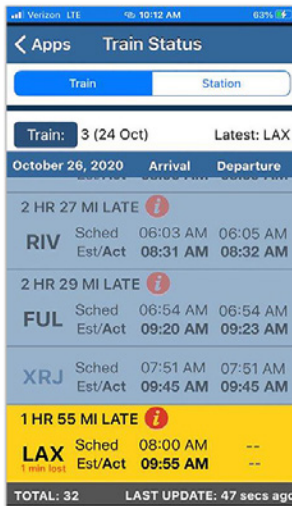 Verizon LTE 10:12 AM 63%
Apps Train Status
Train Station
Train: 3 (24 Oct) Latest: LAX
October 26, 2020 Arrival Departure
2 HR 27 MI LATE i
RIV Sched 06:03 AM 06:05 AM
Est/Act 08:31 AM 08:32 AM
2 HR 29 MI LATE i
FUL Sched 06:54 AM 06:54 AM
Est/Act 09:20 AM 09:23 AM
XRJ Sched 07:51 AM 07:51 AM
Est/Act 09:45 AM 09:45 AM
1 HR 55 MI LATE i
LAX Sched 08:00 AM --
1 min lost Est/Act 09:55 AM --
TOTAL: 32 LAST UPDATE: 47 secs ago